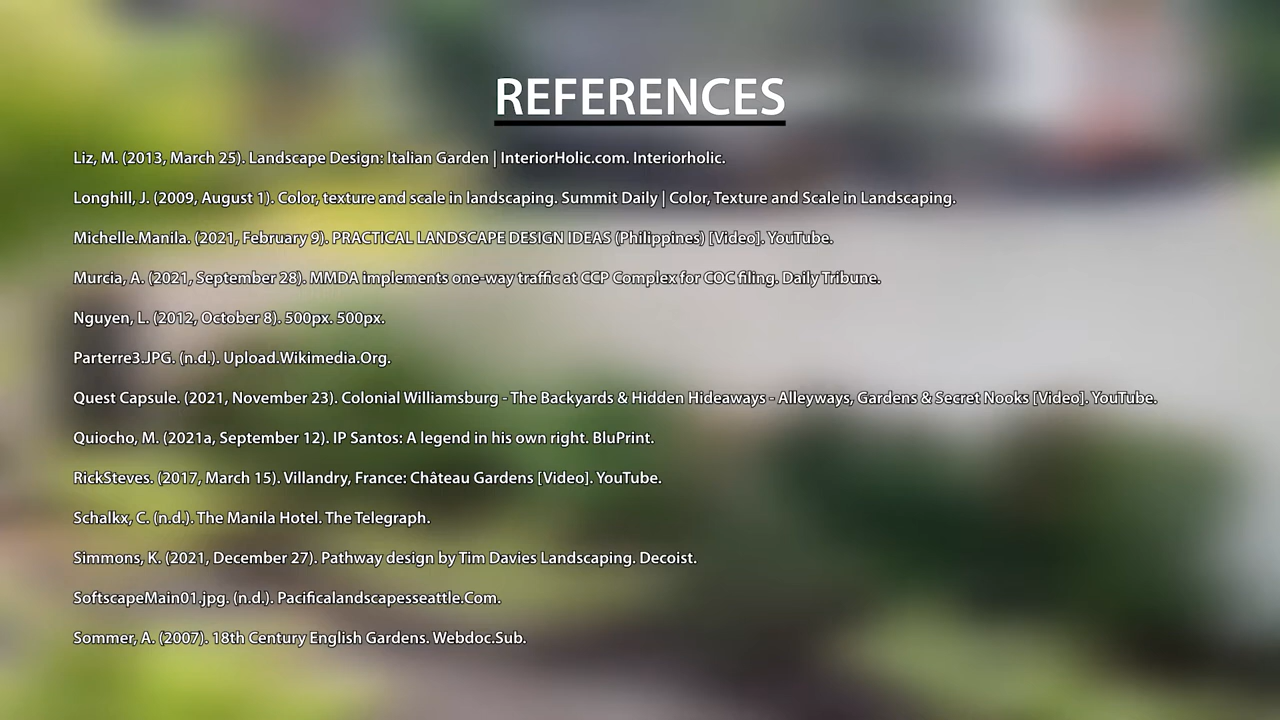 REFERENCES
Liz, M. (2013, March 25). Landscape Design: Italian Garden | InteriorHolic.com. Interiorholic.
Longhill, J. (2009, August 1). Color, texture and scale in landscaping. Summit Daily | Color, Texture and Scale in Landscaping.
Michelle.Manila. (2021, February 9). PRACTICAL LANDSCAPE DESIGN IDEAS (Philippines) [Video]. YouTube.
Murcia, A. (2021, September 28). MMDA implements one-way traffic at CCP Complex for COC filing. Daily Tribune.
Nguyen, L. (2012, October 8). 500px. 500px.
Parterre3.JPG. (n.d.). Upload.Wikimedia.Org.
Quest Capsule. (2021, November 23). Colonial Williamsburg - The Backyards & Hidden Hideaways - Alleyways, Gardens & Secret Nooks [Video]. YouTube.
Quiocho, M. (2021a, September 12). IP Santos: A legend in his own right. BluPrint.
RickSteves. (2017, March 15). Villandry, France: Château Gardens [Video]. YouTube.
Schalkx, C. (n.d.). The Manila Hotel. The Telegraph.
Simmons, K. (2021, December 27). Pathway design by Tim Davies Landscaping. Decoist.
SoftscapeMain01.jpg. (n.d.). Pacificalandscapesseattle.Com.
Sommer, A. (2007). 18th Century English Gardens. Webdoc.Sub.